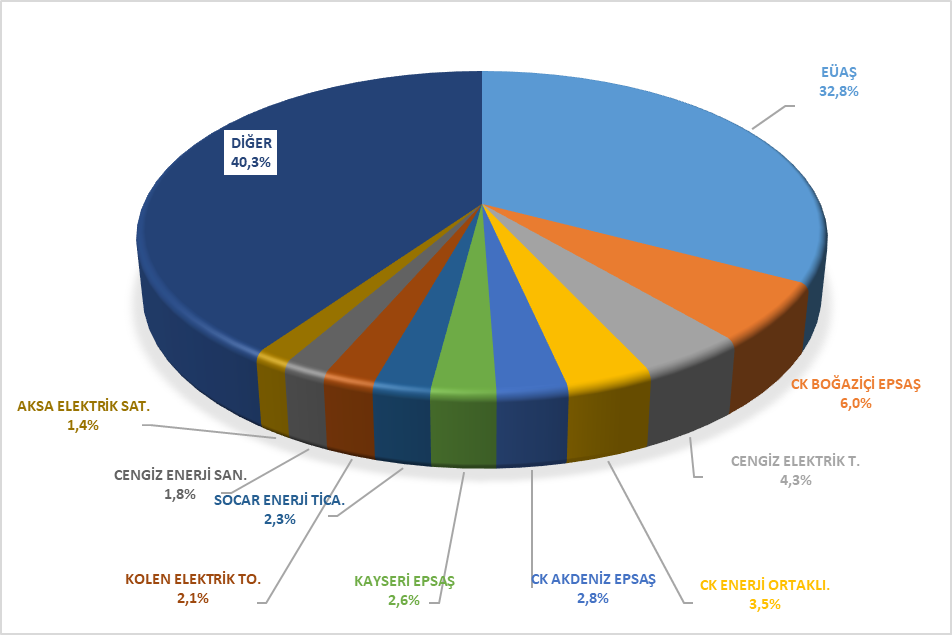 EÜAŞ
32,8%
DİĞER
40,3%
CK BOĞAZİÇİ EPSAŞ
6,0%
AKSA ELEKTRİK SAT.
1,4%
CENGİZ ELEKTRİK T.
4,3%
CENGİZ ENERJİ SAN.
1,8%
SOCAR ENERJİ TİCA.
2,3%
KOLEN ELEKTRİK TO.
2,1%
KAYSERİ EPSAŞ
2,6%
CK AKDENİZ EPSAŞ
2,8%
CK ENERJİ ORTAKLI.
3,5%